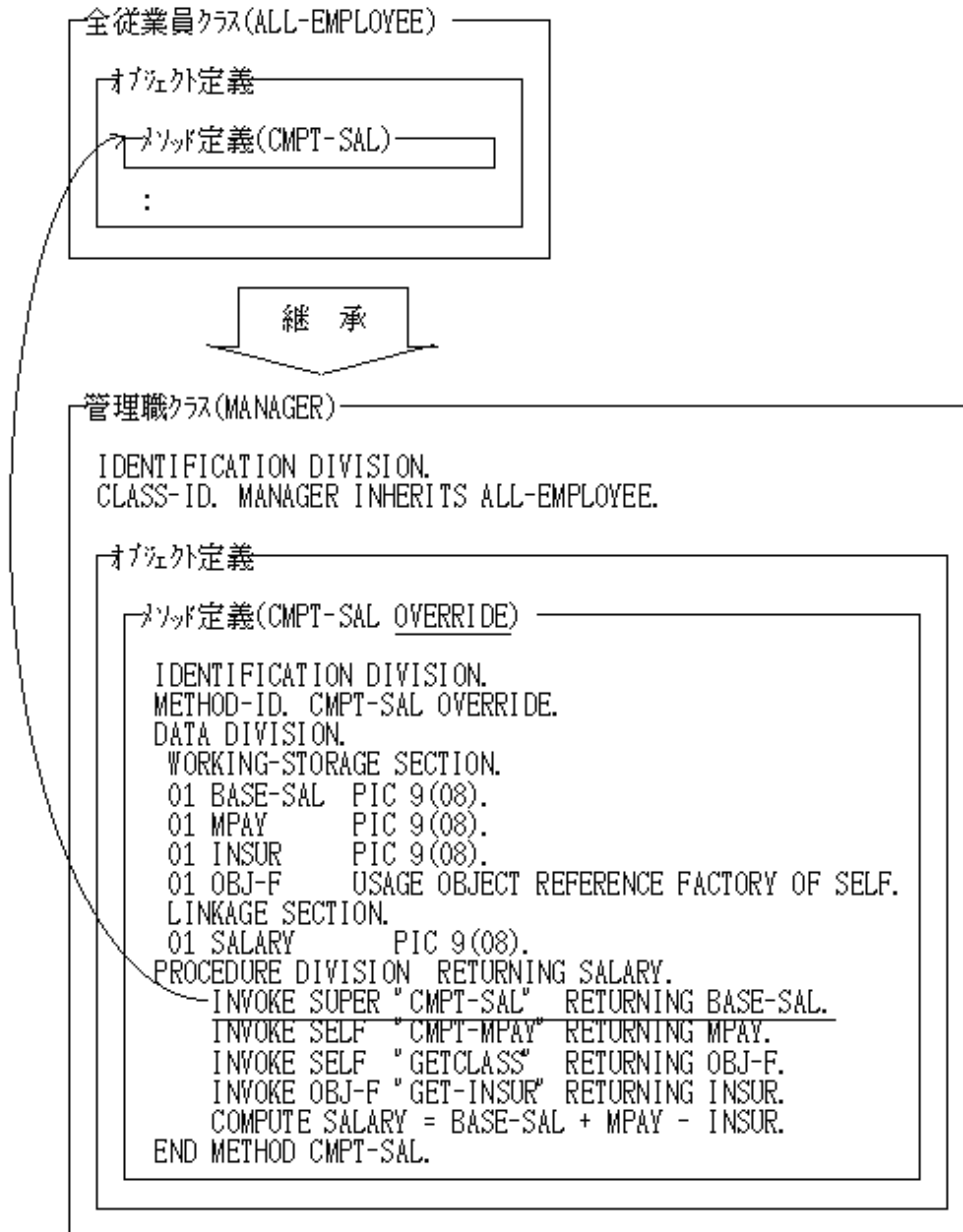 全従業員ｸﾗｽ(ALL-EMPLOYEE)
ｵﾌﾞｼﾞｪｸﾄ定義
ﾒｿｯﾄﾞ定義(CMPT-SAL)
:
継　承
管理職ｸﾗｽ(MANAGER)
IDENTIFICATION DIVISION.
CLASS-ID. MANAGER INHERITS ALL-EMPLOYEE.
ｵﾌﾞｼﾞｪｸﾄ定義
ﾒｿｯﾄﾞ定義(CMPT-SAL OVERRIDE)
IDENTIFICATION DIVISION.
METHOD-ID. CMPT-SAL OVERRIDE.
DATA DIVISION.
WORKING-STORAGE SECTION.
01 BASE-SAL PIC 9(08).
01 MPAY PIC 9(08).
01 INSUR PIC 9(08).
01 OBJ-F USAGE OBJECT REFERENCE FACTORY OF SELF.
LINKAGE SECTION.
01 SALARY PIC 9(08).
PROCEDURE DIVISION RETURNING SALARY.
INVOKE SUPER "CMPT-SAL" RETURNING BASE-SAL.
INVOKE SELF "CMPT-MPAY" RETURNING MPAY.
INVOKE SELF "GETCLASS" RETURNING OBJ-F.
INVOKE OBJ-F "GET-INSUR" RETURNING INSUR.
COMPUTE SALARY = BASE-SAL + MPAY - INSUR.
END METHOD CMPT-SAL.